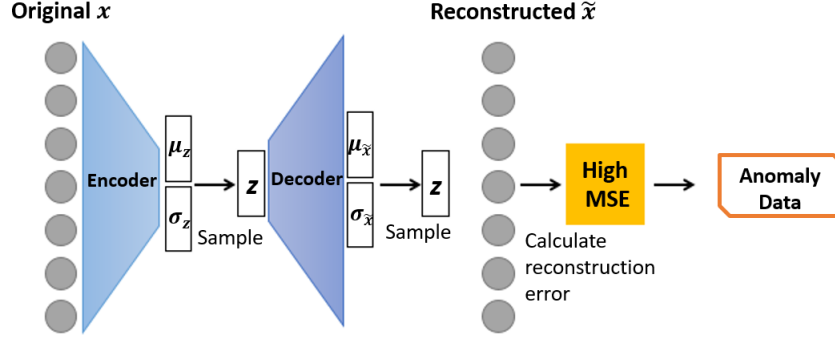 Original x
Reconstructed x̃
Encoder
μz
σz
Sample
z
Decoder
μx̃
σx̃
Sample
z
High
MSE
Calculate
reconstruction
error
Anomaly
Data